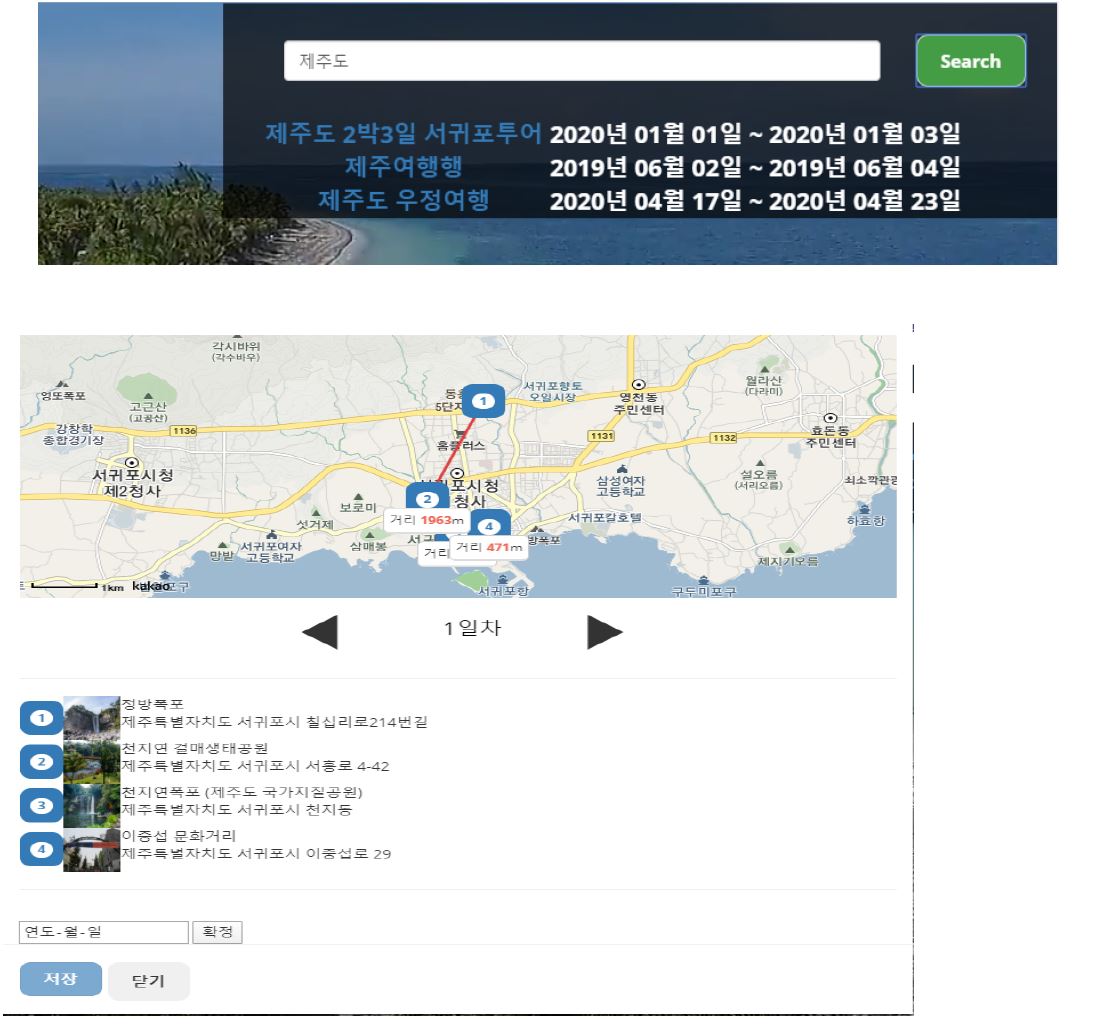 제주도
Search
제주도 2박3일 서귀포투어 2020년 01월 01일 ~ 2020년 01월 03일
제주여행행 2019년 06월 02일 ~ 2019년 06월 04일
제주도 우정여행 2020년 04월 17일 ~ 2020년 04월 23일
각시바위
(각수바위)
엉또폭포
고근산
(고공산)
강창학
종합경기장
1136
서귀포시청
제2청사
5단지
1
서귀포향토
오일시장
영천동
주민센터
월라산
(다라미)
1131
1132
효돈동
주민센터
홈플러스
보로미
섯거제
2
청사
4
거리 1963m
거리
거리 471m
삼성여자
고등학교
설오름
(서리오름)
서귀포칼호텔
하효항
망밭
서귀포여자
고등학교
삼매봉
서귀포항
제지기오름
구두미포구
1km kakao
1일차
1
정방폭포
제주특별자치도 서귀포시 칠십리로214번길
2
천지연 걸매생태공원
제주특별자치도 서귀포시 서홍로 4-42
3
천지연폭포 (제주도 국가지질공원)
제주특별자치도 서귀포시 천지동
4
이중섭 문화거리
제주특별자치도 서귀포시 이중섭로 29
연도-월-일 확정
저장 닫기